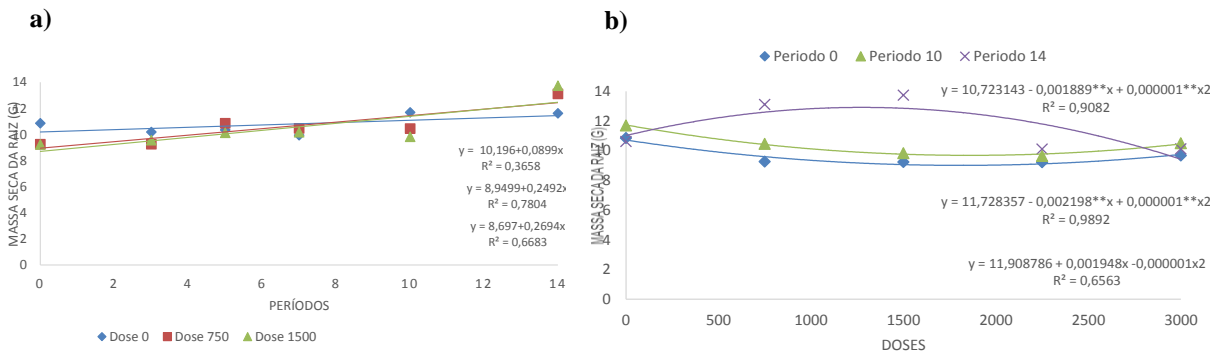 a)
MASSA SECA DA RAIZ (G)
14
12
10
8
6
4
2
0
y = 10,196+0,0899x
R² = 0,3658
y = 8,9499+0,2492x
R² = 0,7804
y = 8,697+0,2694x
R² = 0,6683
0 2 4 6 8 10 12 14
PERÍODOS
Dose 0 Dose 750 Dose 1500
b)
Periodo 0 Periodo 10 Periodo 14
MASSA SECA DA RAIZ (G)
14
12
10
8
6
4
2
0
y = 10,723143 - 0,001889**x + 0,000001**x2
R² = 0,9082
y = 11,728357 - 0,002198**x + 0,000001**x2
R² = 0,9892
y = 11,908786 + 0,001948x -0,000001x2
R² = 0,6563
0 500 1000 1500 2000 2500 3000
DOSES